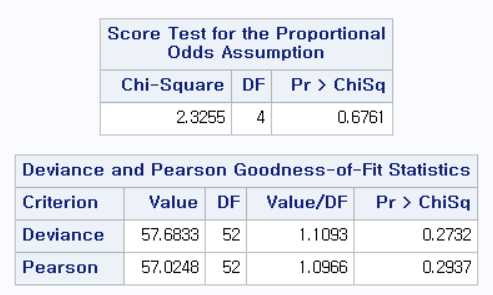 Score Test for the Proportional
Odds Assumption
Chi-Square DF Pr > ChiSq
2.3255 4 0.6761
Deviance and Pearson Goodness-of-Fit Statistics
Criterion Value DF Value/DF Pr > ChiSq
Deviance 57.6833 52 1.1093 0.2732
Pearson 57.0248 52 1.0966 0.2937